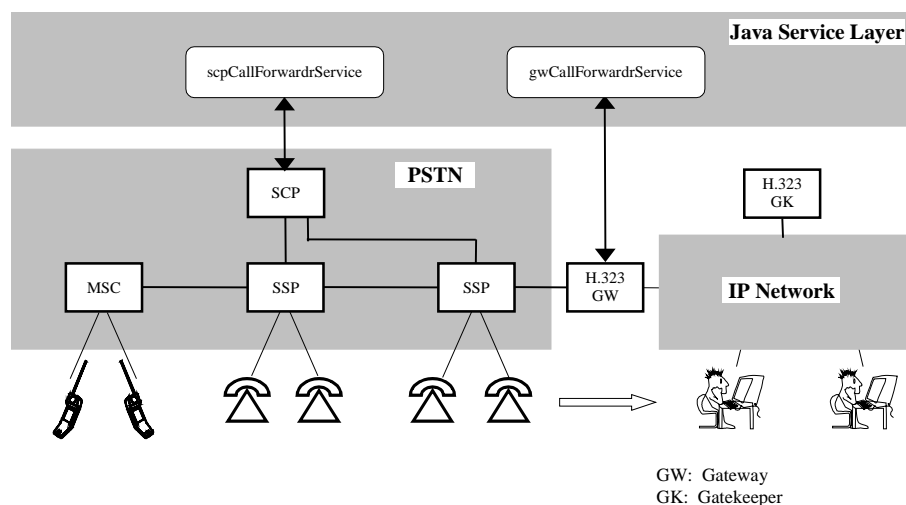 Java Service Layer
scpCallForwardrService
gwCallForwardrService
PSTN
SCP
H.323
GK
MSC
SSP
SSP
H.323
GW
IP Network
GW: Gateway
GK: Gatekeeper